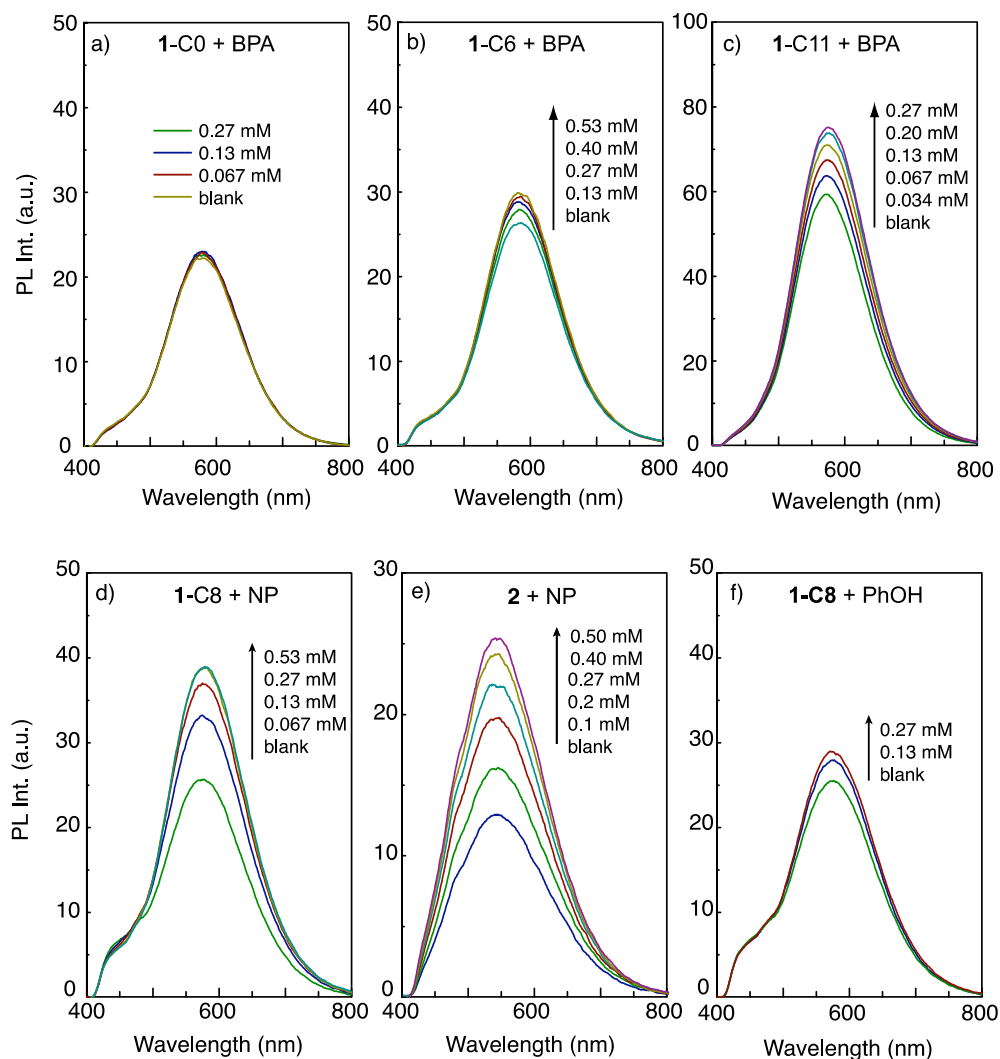 a) 1-C0 + BPA
0.27 mM
0.13 mM
0.067 mM
blank
PL Int. (a.u.)
50
40
30
20
10
0
400 600 800
Wavelength (nm)
b) 1-C6 + BPA
0.53 mM
0.40 mM
0.27 mM
0.13 mM
blank
50
40
30
20
10
0
400 600 800
Wavelength (nm)
c) 1-C11 + BPA
0.27 mM
0.20 mM
0.13 mM
0.067 mM
0.034 mM
blank
100
80
60
40
20
0
400 600 800
Wavelength (nm)
d) 1-C8 + NP
0.53 mM
0.27 mM
0.13 mM
0.067 mM
blank
PL Int. (a.u.)
50
40
30
20
10
0
400 600 800
Wavelength (nm)
e) 2 + NP
0.50 mM
0.40 mM
0.27 mM
0.2 mM
0.1 mM
blank
30
20
10
0
400 600 800
Wavelength (nm)
f) 1-C8 + PhOH
0.27 mM
0.13 mM
blank
50
40
30
20
10
0
400 600 800
Wavelength (nm)